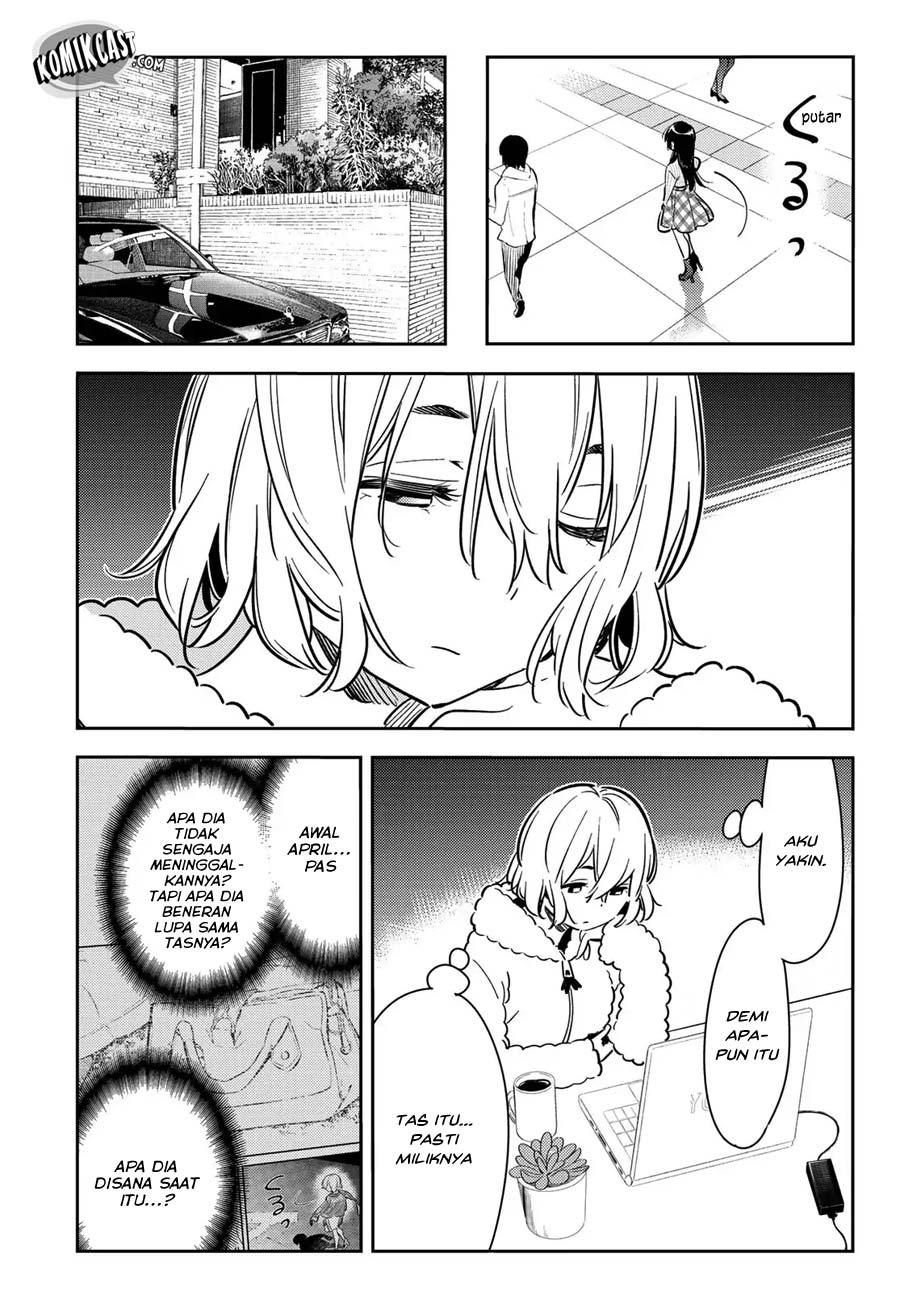 KOMIKCAST
.COM
putar
くるっ
AKU
YAKIN.
DEMI
APA-
PUN ITU
TAS ITU...
PASTI
MILIKNYA
AWAL
APRIL...
PAS
APA DIA
TIDAK
SENGAJA
MENINGGAL-
KANNYA?
TAPI APA DIA
BENERAN
LUPA SAMA
TASNYA?
APA DIA
DISANA SAAT
ITU...?
くるっ